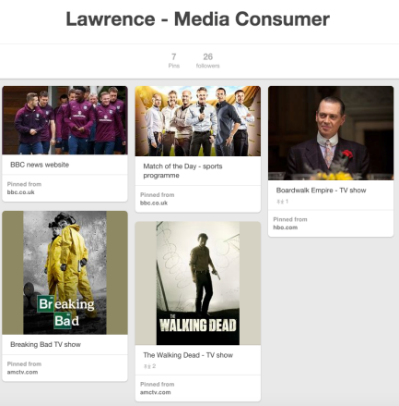 Lawrence - Media Consumer
7
26
Pins
followers
BBC news website
Pinned from
bbc.co.uk
Match of the Day - sports
programme
Pinned from
bbc.co.uk
Boardwalk Empire - TV show
1
Pinned from
hbo.com
Breaking
Bad
Breaking Bad TV show
Pinned from
amctv.com
THE
WALKING DEAD
The Walking Dead - TV show
2
Pinned from
amctv.com